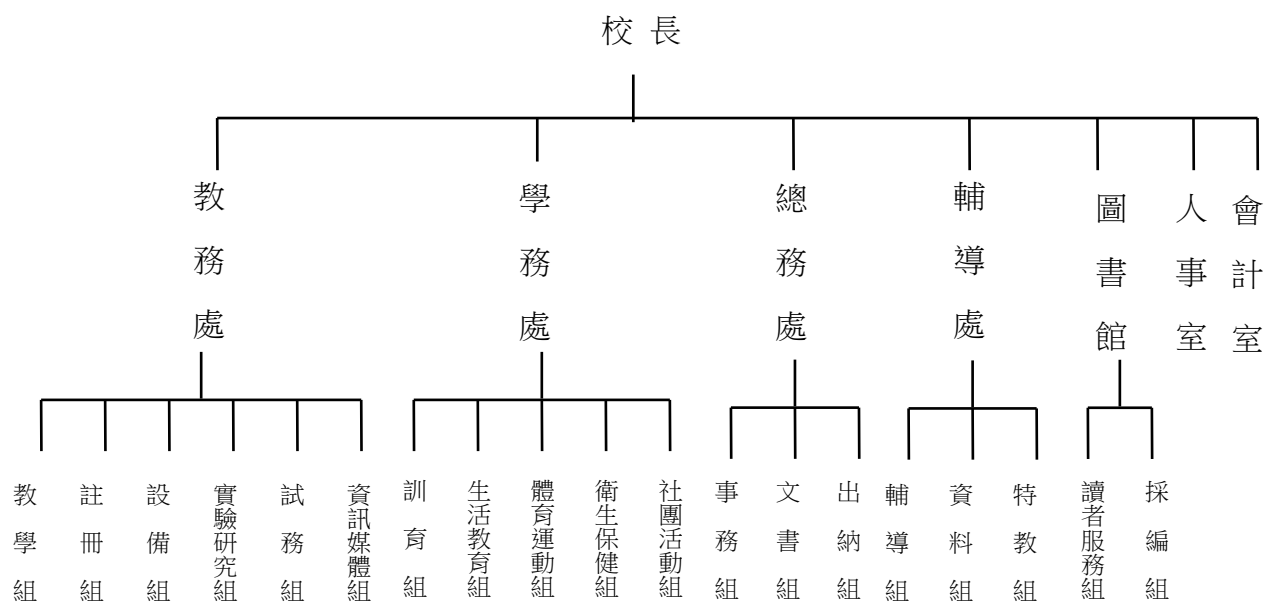 校長
教務處
學務處
總務處
輔導處
圖書館
人事室
會計室
教學組
註冊組
設備組
實驗研究組
試務組
資訊媒體組
訓育組
生活教育組
體育運動組
衛生保健組
社團活動組
事務組
文書組
出納組
輔導組
資料組
特教組
讀者服務組
採編組